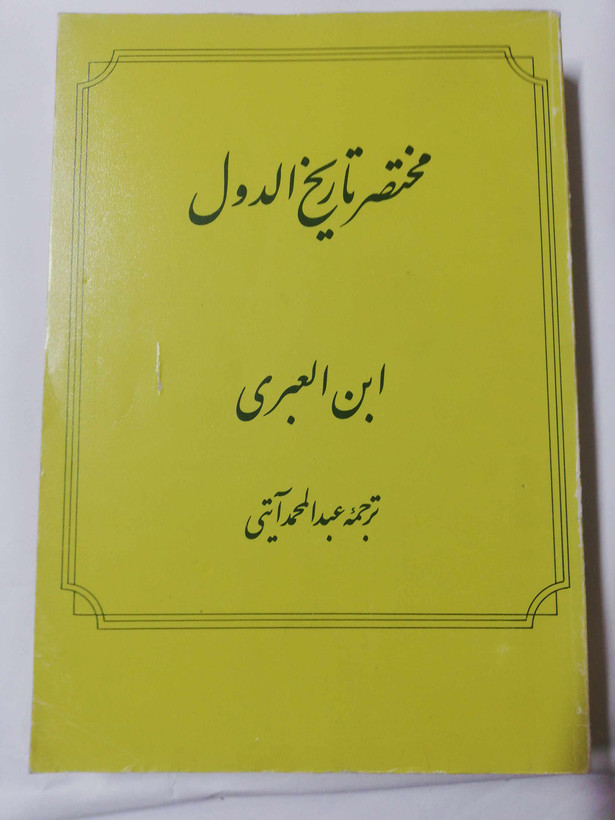 مختصر تاریخ الدول
ابن العبری
ترجمهٔ عبدالمحمد آیتی